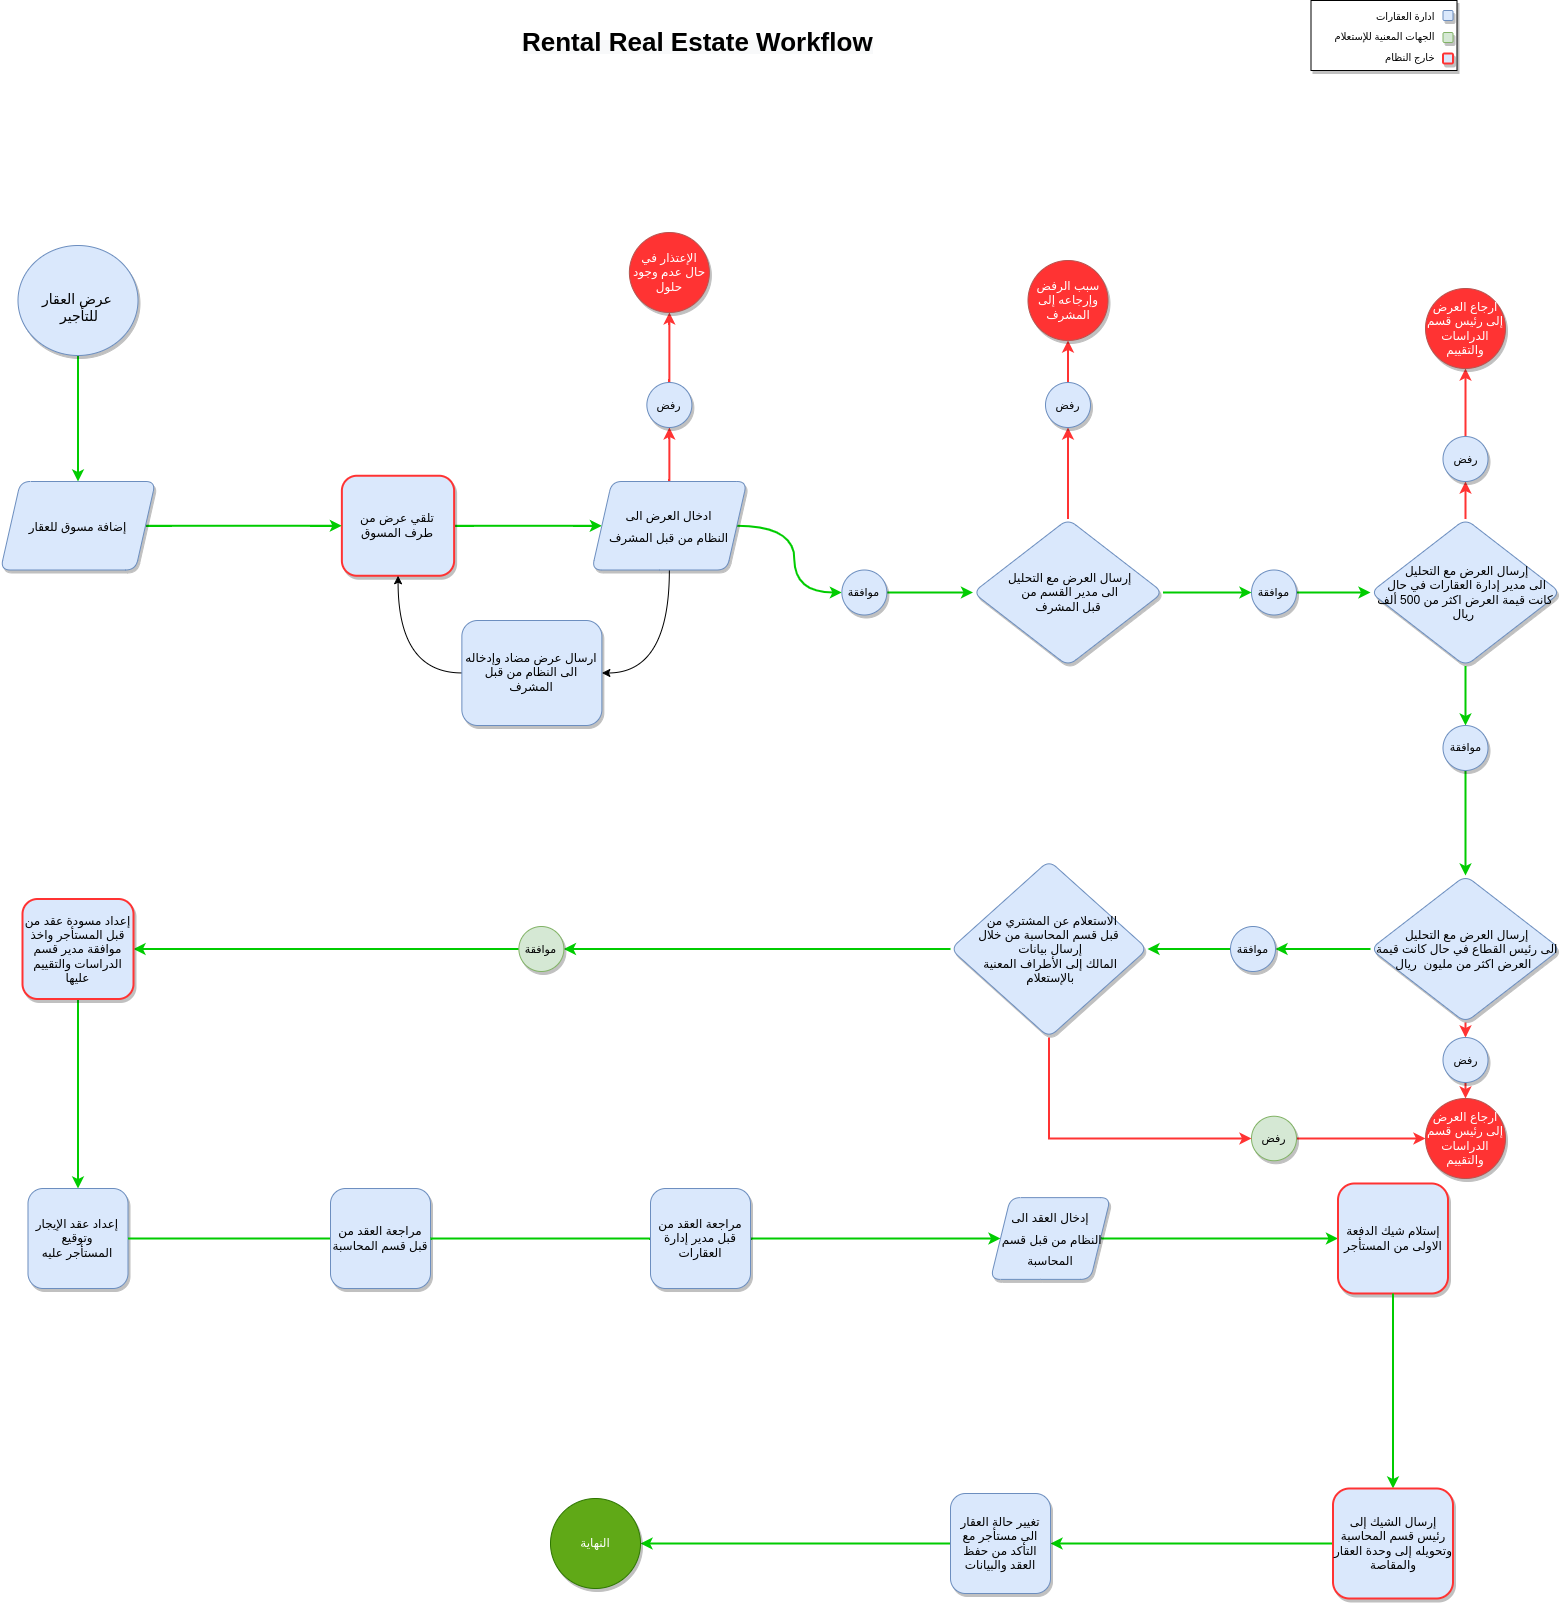 Rental Real Estate Workflow
ادارة العقارات
الجهات المعنية للإستعلام
خارج النظام
عرض العقار
للتأجير
إضافة مسوق للعقار
تلقي عرض من
طرف المسوق
الإعتذار في
حال عدم وجود
حلول
رفض
ادخال العرض الى
النظام من قبل المشرف
ارسال عرض مضاد وإدخاله
الى النظام من قبل
المشرف
موافقة
سبب الرفض
وإرجاعه إلى
المشرف
رفض
إرسال العرض مع التحليل
الى مدير القسم من
قبل المشرف
موافقة
ارجاع العرض
إلى رئيس قسم
الدراسات
والتقييم
رفض
إرسال العرض مع التحليل
الى مدير إدارة العقارات في حال
كانت قيمة العرض اكثر من 500 ألف
ريال
موافقة
إرسال العرض مع التحليل
الى رئيس القطاع في حال كانت قيمة
العرض اكثر من مليون ريال
موافقة
رفض
ارجاع العرض
إلى رئيس قسم
الدراسات
والتقييم
الاستعلام عن المشتري من
قبل قسم المحاسبة من خلال
إرسال بيانات
المالك إلى الأطراف المعنية
بالإستعلام
رفض
موافقة
إعداد مسودة عقد من
قبل المستأجر واخذ
موافقة مدير قسم
الدراسات والتقييم
عليها
إعداد عقد الإيجار
وتوقيع
المستأجر عليه
مراجعة العقد من
قبل قسم المحاسبة
مراجعة العقد من
قبل مدير إدارة
العقارات
إدخال العقد الى
النظام من قبل قسم
المحاسبة
إستلام شيك الدفعة
الاولى من المستأجر
إرسال الشيك إلى
رئيس قسم المحاسبة
وتحويله إلى وحدة العقار
والمقاصة
تغيير حالة العقار
الى مستأجر مع
التأكد من حفظ
العقد والبيانات
النهاية